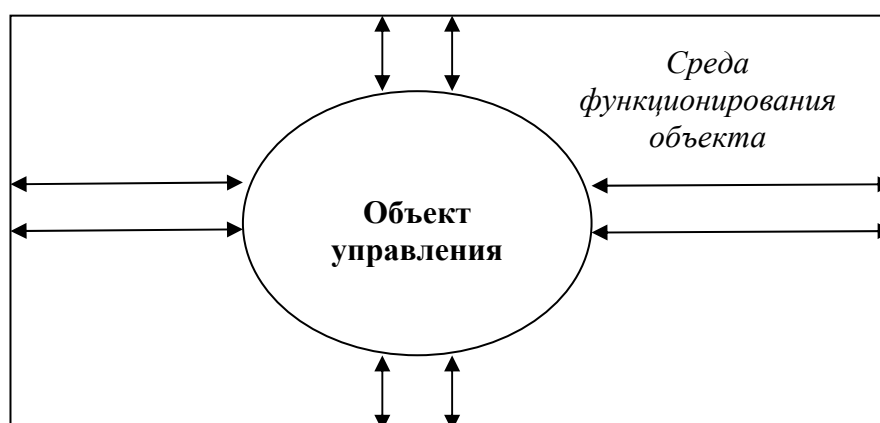 Среда
функционирования
объекта
Объект
управления